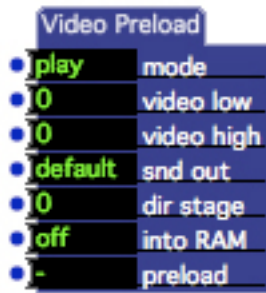 Video Preload
play mode
0 video low
0 video high
default snd out
0 dir stage
off into RAM
- preload